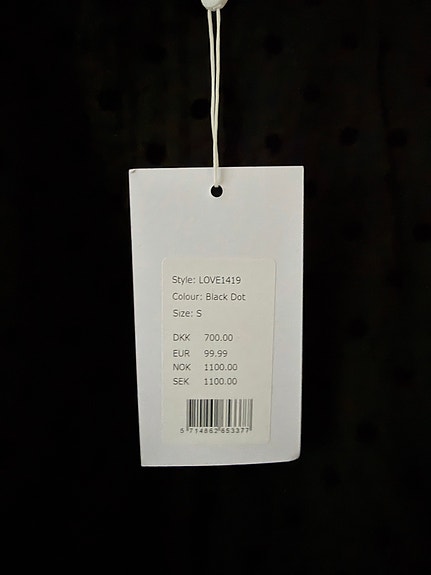 Style: LOVE1419
Colour: Black Dot
Size: S
DKK 700.00
EUR 99.99
NOK 1100.00
SEK 1100.00
5 714862 653377